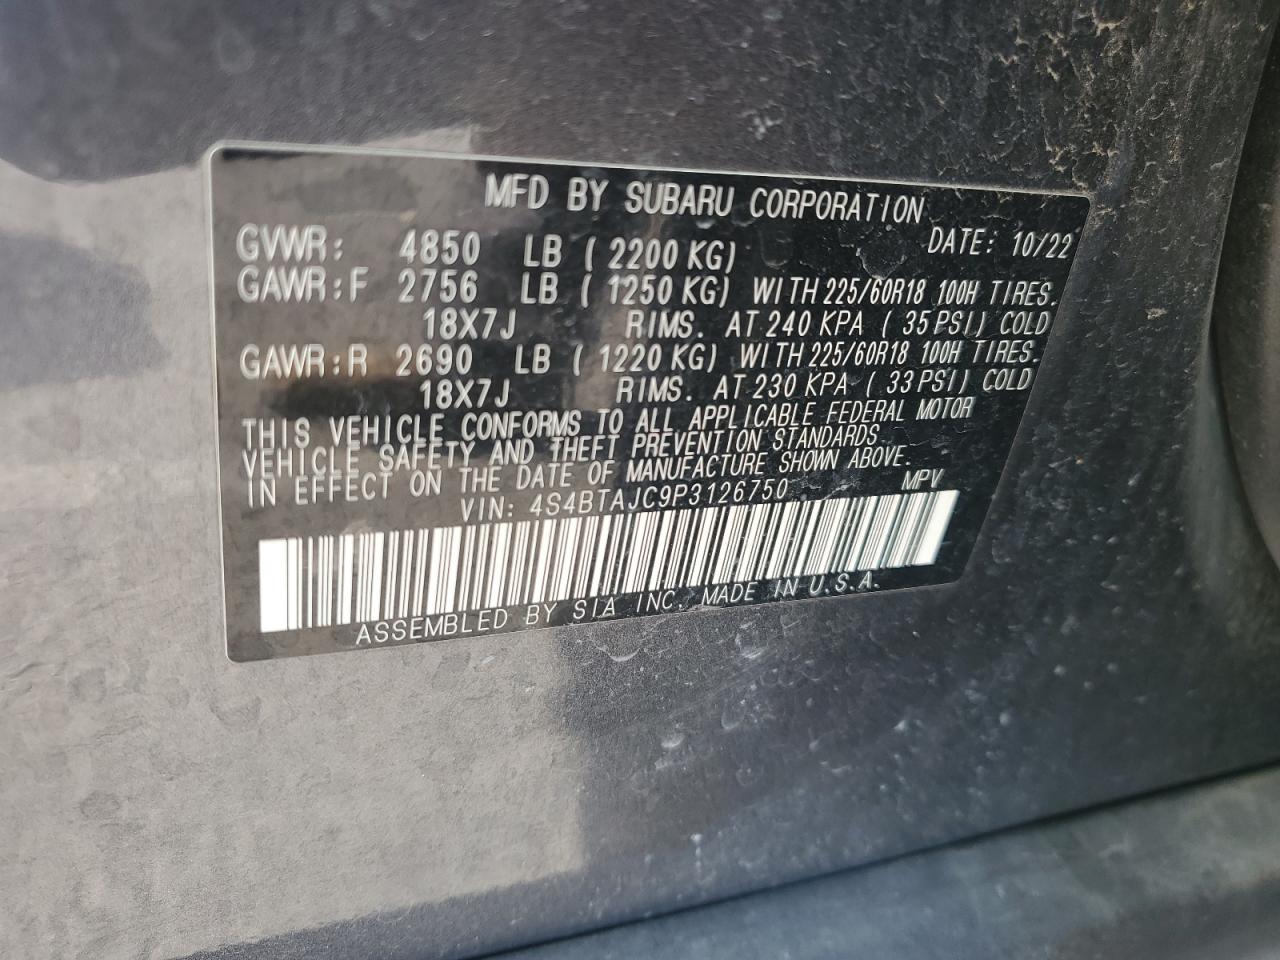 MFD BY SUBARU CORPORATION
GVWR: 4850 LB ( 2200 KG) DATE: 10/22
GAWR:F 2756 LB ( 1250 KG) WITH 225/60R18 100H TIRES.
18X7J RIMS. AT 240 KPA ( 35 PSI) COLD
GAWR:R 2690 LB ( 1220 KG) WITH 225/60R18 100H TIRES.
18X7J RIMS. AT 230 KPA ( 33 PSI) COLD
THIS VEHICLE CONFORMS TO ALL APPLICABLE FEDERAL MOTOR
VEHICLE SAFETY AND THEFT PREVENTION STANDARDS
IN EFFECT ON THE DATE OF MANUFACTURE SHOWN ABOVE.
VIN: 4S4BTAJC9P3126750 MPV
ASSEMBLED BY SIA INC. MADE IN U.S.A.